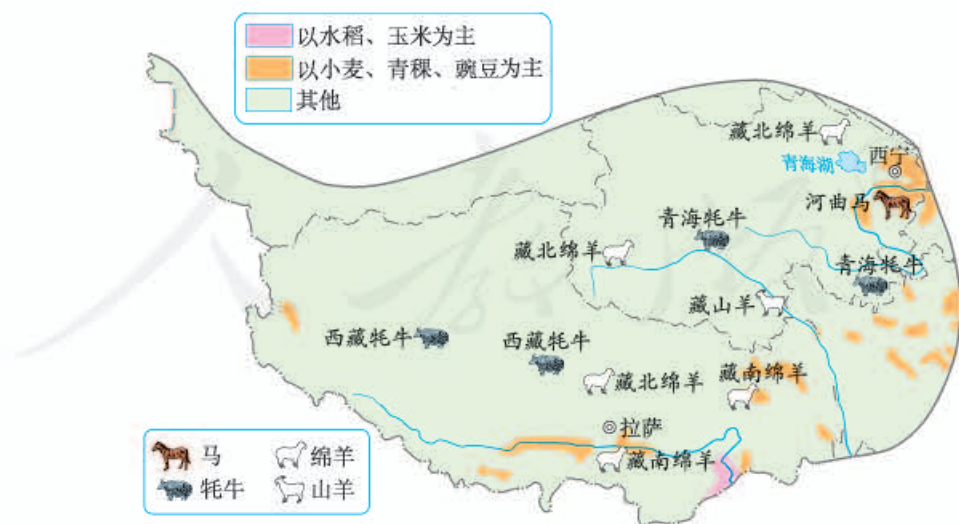 以水稻、玉米为主
以小麦、青稞、豌豆为主
其他
藏北绵羊
青海湖
西宁
河曲马
青海牦牛
藏北绵羊
青海牦牛
藏山羊
西藏牦牛
西藏牦牛
藏北绵羊
藏南绵羊
拉萨
藏南绵羊
马
绵羊
牦牛
山羊
人教版